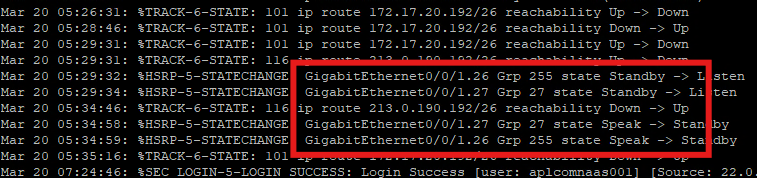 Mar 20 05:26:31: %TRACK-6-STATE: 101 ip route 172.17.20.192/26 reachability Up -> Down
Mar 20 05:28:46: %TRACK-6-STATE: 101 ip route 172.17.20.192/26 reachability Down -> Up
Mar 20 05:29:31: %TRACK-6-STATE: 101 ip route 172.17.20.192/26 reachability Up -> Down
Mar 20 05:29:31: %TRACK-6-STATE: 116 ip route 213.0.190.192/26 reachability Up -> Down
Mar 20 05:29:32: %HSRP-5-STATECHANGE: GigabitEthernet0/0/1.26 Grp 255 state Standby -> Listen
Mar 20 05:29:34: %HSRP-5-STATECHANGE: GigabitEthernet0/0/1.27 Grp 27 state Standby -> Listen
Mar 20 05:34:46: %TRACK-6-STATE: 116 ip route 213.0.190.192/26 reachability Down -> Up
Mar 20 05:34:58: %HSRP-5-STATECHANGE: GigabitEthernet0/0/1.27 Grp 27 state Speak -> Standby
Mar 20 05:34:59: %HSRP-5-STATECHANGE: GigabitEthernet0/0/1.26 Grp 255 state Speak -> Standby
Mar 20 05:35:16: %TRACK-6-STATE: 101 ip route 172.17.20.192/26 reachability Down -> Up
Mar 20 07:24:46: %SEC_LOGIN-5-LOGIN_SUCCESS: Login Success [user: aplcomnaas001] [Source: 22.0.